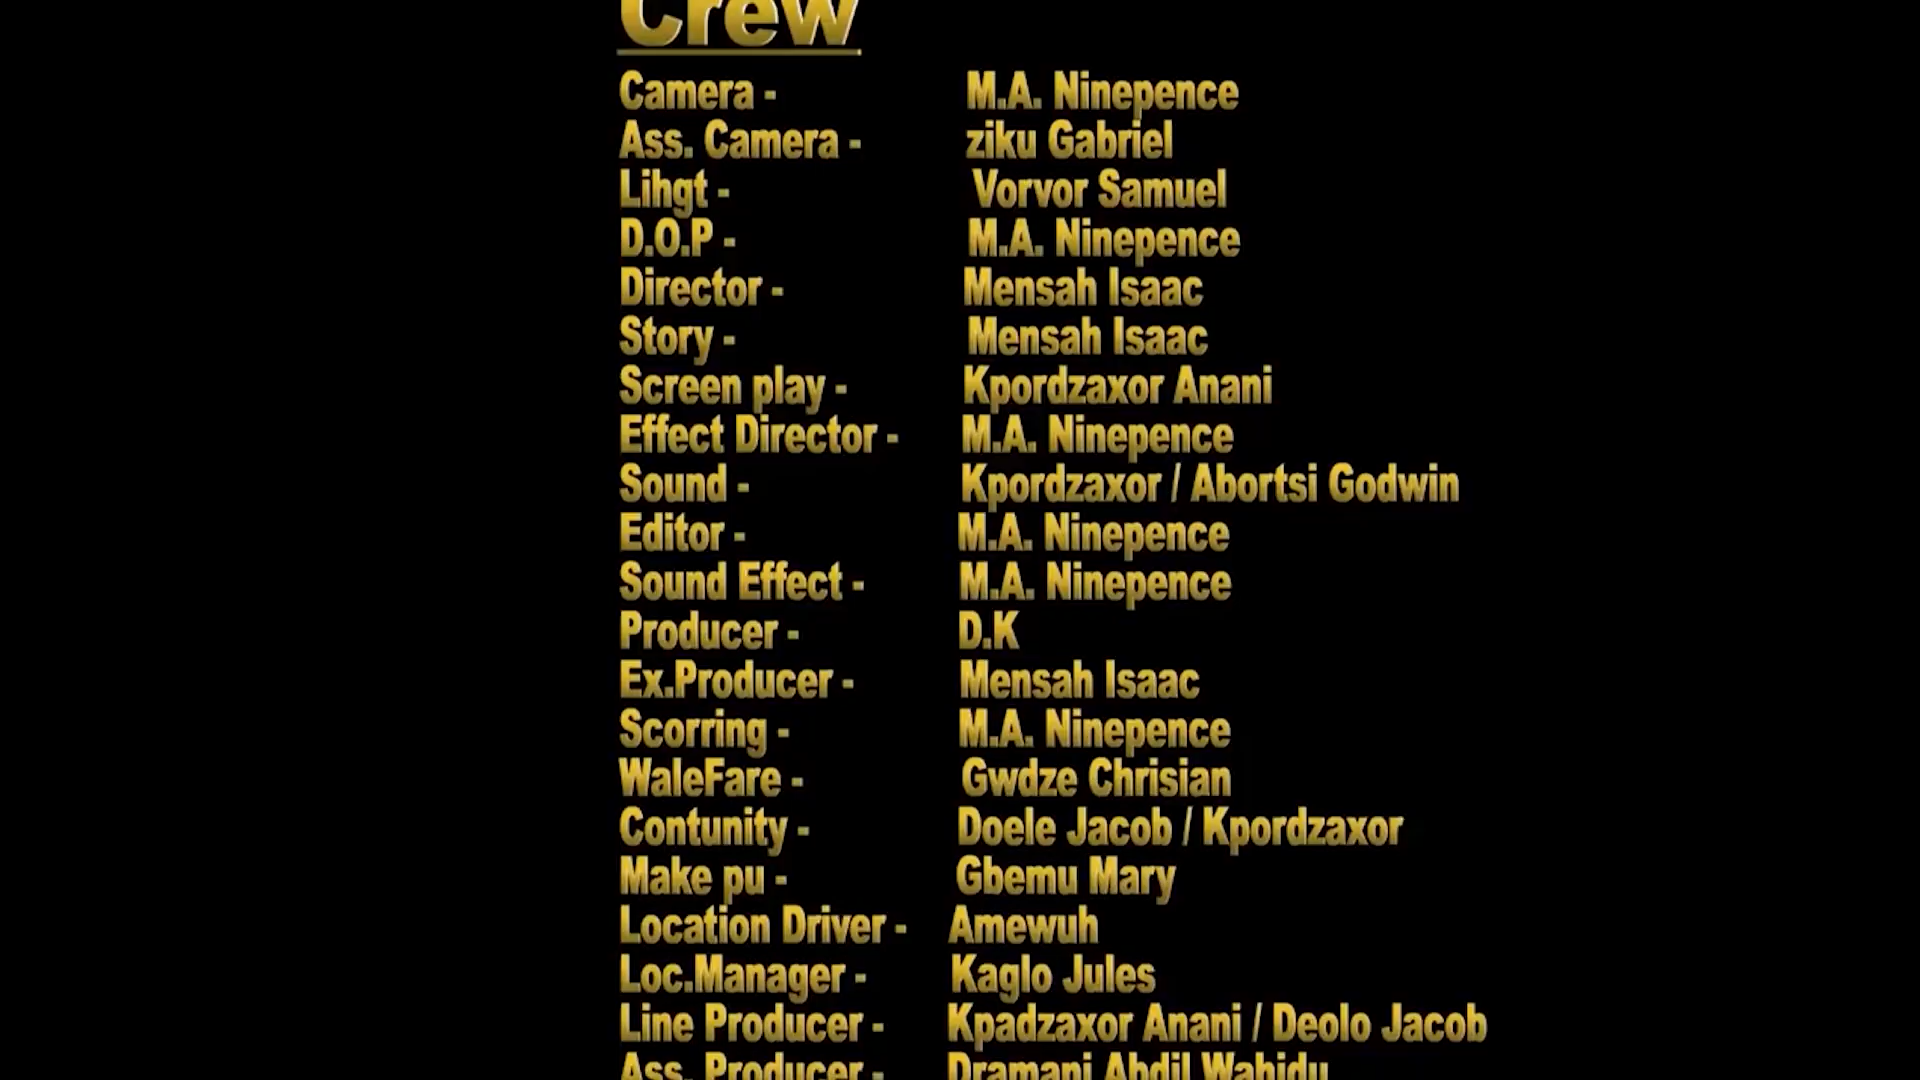 Crew
Camera - M.A. Ninepence
Ass. Camera - ziku Gabriel
Lihgt - Vorvor Samuel
D.O.P - M.A. Ninepence
Director - Mensah Isaac
Story - Mensah Isaac
Screen play - Kpordzaxor Anani
Effect Director - M.A. Ninepence
Sound - Kpordzaxor / Abortsi Godwin
Editor - M.A. Ninepence
Sound Effect - M.A. Ninepence
Producer - D.K
Ex.Producer - Mensah Isaac
Scorring - M.A. Ninepence
WaleFare - Gwdze Chrisian
Contunity - Doele Jacob / Kpordzaxor
Make pu - Gbemu Mary
Location Driver - Amewuh
Loc.Manager - Kaglo Jules
Line Producer - Kpadzaxor Anani / Deolo Jacob
Ass. Producer - Dramani Abdil Wahidu